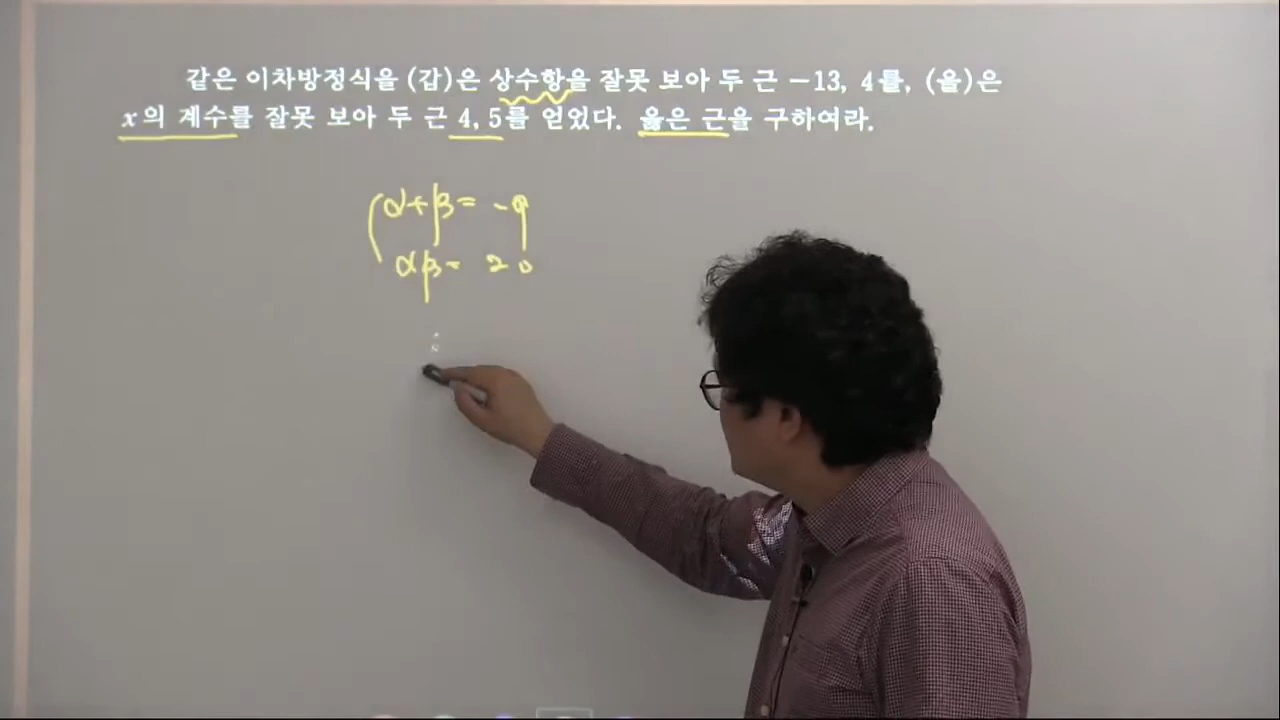 같은 이차방정식을 (갑)은 상수항을 잘못 보아 두 근 −13, 4를, (을)은
x의 계수를 잘못 보아 두 근 4, 5를 얻었다. 옳은 근을 구하여라.
α+β = -9
αβ = 20